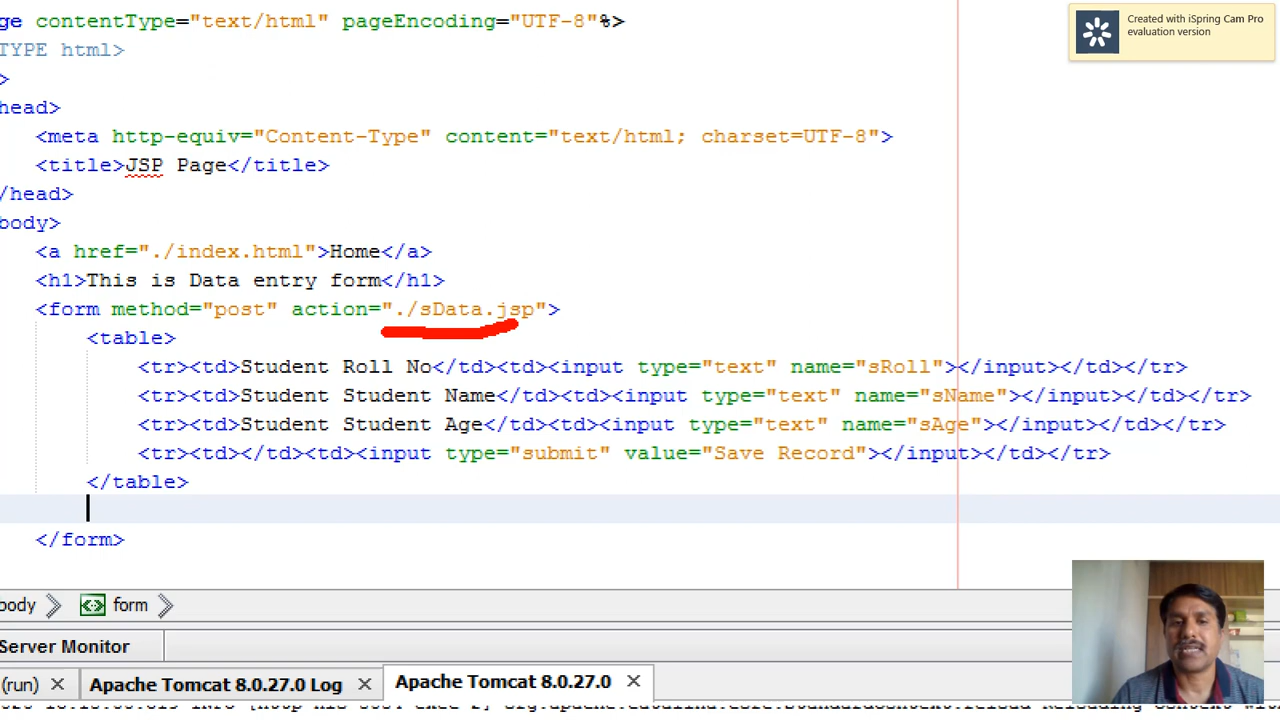 ge contentType="text/html" pageEncoding="UTF-8"%>
TYPE html>
>
head>
<meta http-equiv="Content-Type" content="text/html; charset=UTF-8">
<title>JSP Page</title>
/head>
body>
<a href="./index.html">Home</a>
<h1>This is Data entry form</h1>
<form method="post" action="./sData.jsp">
<table>
<tr><td>Student Roll No</td><td><input type="text" name="sRoll"></input></td></tr>
<tr><td>Student Student Name</td><td><input type="text" name="sName"></input></td></tr>
<tr><td>Student Student Age</td><td><input type="text" name="sAge"></input></td></tr>
<tr><td></td><td><input type="submit" value="Save Record"></input></td></tr>
</table>
</form>
body form
Server Monitor
(run) Apache Tomcat 8.0.27.0 Log Apache Tomcat 8.0.27.0
Created with iSpring Cam Pro
evaluation version